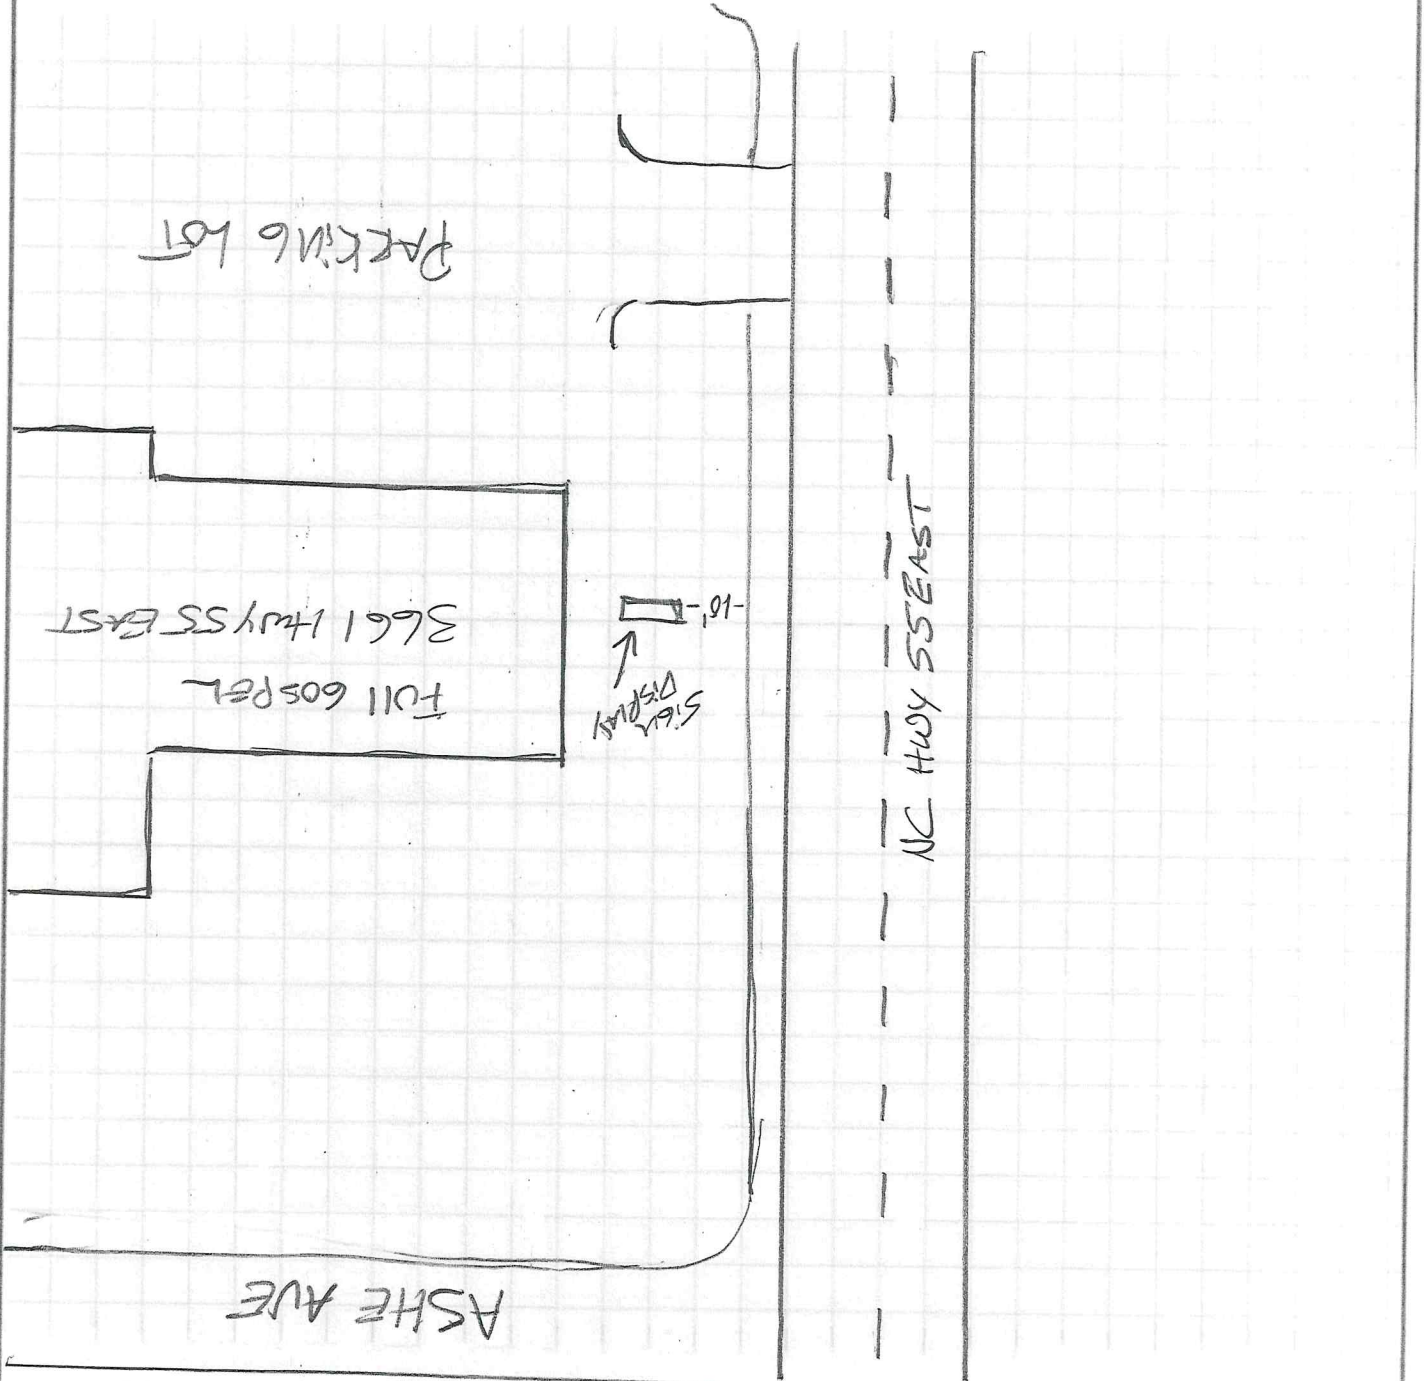 ASHE AVE
SIGN
DISPLAY
-10'-
FUll GOSPEL
3661 Hwy 55 EAST
NC HWY 55 EAST
PARKiNG LOT